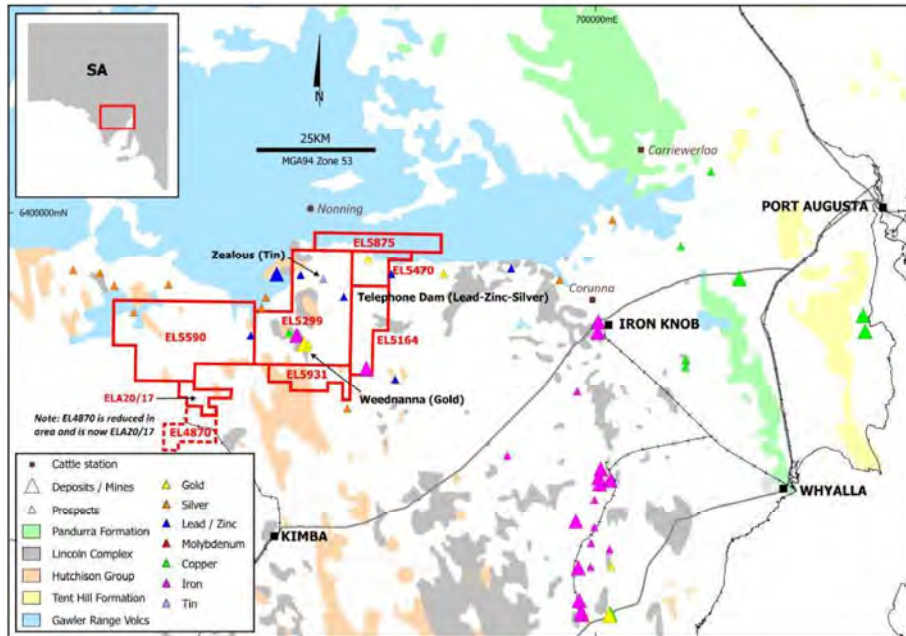 SA
700000mE
N
25KM
MGA94 Zone 53
Carriewerloo
6400000mN
Nonning
PORT AUGUSTA
EL5875
Zealous (Tin)
EL5470
Telephone Dam (Lead-Zinc-Silver)
Corunna
EL5590
EL5299
IRON KNOB
EL5164
EL5931
ELA20/17
Weednanna (Gold)
Note: EL4870 is reduced in
area and is now ELA20/17
EL4870
Cattle station
Deposits / Mines
Prospects
Pandurra Formation
Lincoln Complex
Hutchison Group
Tent Hill Formation
Gawler Range Volcs
Gold
Silver
Lead / Zinc
Molybdenum
Copper
Iron
Tin
KIMBA
WHYALLA